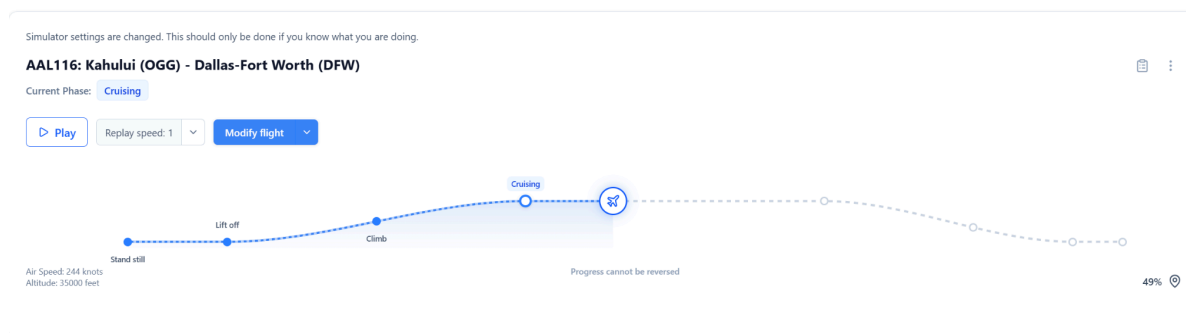 Simulator settings are changed. This should only be done if you know what you are doing.
AAL116: Kahului (OGG) - Dallas-Fort Worth (DFW)
Current Phase: Cruising
Play Replay speed: 1 Modify flight
Cruising
Lift off
Climb
Stand still
Air Speed: 244 knots
Altitude: 35000 feet
Progress cannot be reversed
49%